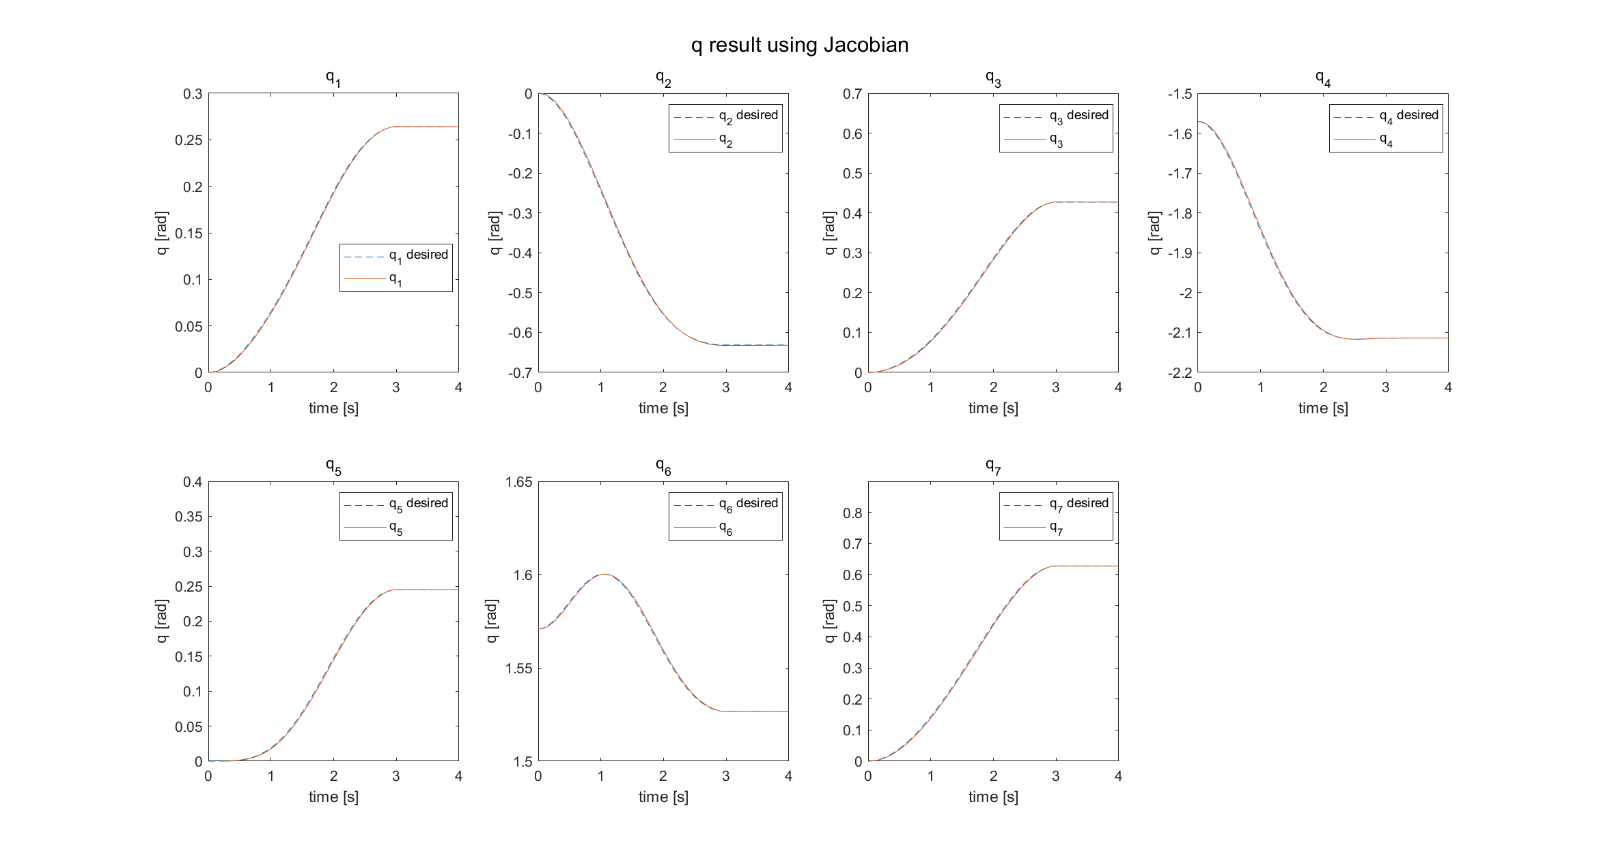 q result using Jacobian
q1
0.3
0.25
0.2
0.15
0.1
0.05
0
q [rad]
q1 desired
q1
0 1 2 3 4
time [s]
q2
0
-0.1
-0.2
-0.3
-0.4
-0.5
-0.6
-0.7
q [rad]
q2 desired
q2
0 1 2 3 4
time [s]
q3
0.7
0.6
0.5
0.4
0.3
0.2
0.1
0
q [rad]
q3 desired
q3
0 1 2 3 4
time [s]
q4
-1.5
-1.6
-1.7
-1.8
-1.9
-2
-2.1
-2.2
q [rad]
q4 desired
q4
0 1 2 3 4
time [s]
q5
0.4
0.35
0.3
0.25
0.2
0.15
0.1
0.05
0
q [rad]
q5 desired
q5
0 1 2 3 4
time [s]
q6
1.65
1.6
1.55
1.5
q [rad]
q6 desired
q6
0 1 2 3 4
time [s]
q7
0.8
0.7
0.6
0.5
0.4
0.3
0.2
0.1
0
q [rad]
q7 desired
q7
0 1 2 3 4
time [s]